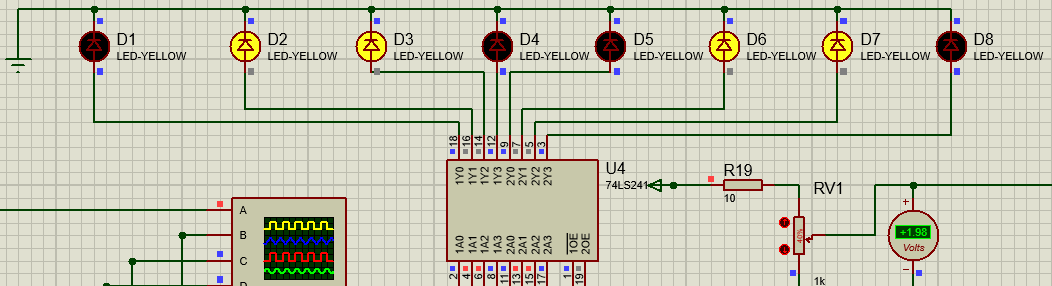 D1
LED-YELLOW
D2
LED-YELLOW
D3
LED-YELLOW
D4
LED-YELLOW
D5
LED-YELLOW
D6
LED-YELLOW
D7
LED-YELLOW
D8
LED-YELLOW
18 16 14 12 9 7 5 3
1Y0 1Y1 1Y2 1Y3 2Y0 2Y1 2Y2 2Y3
U4
74LS241
1A0 1A1 1A2 1A3 2A0 2A1 2A2 2A3 1OE 2OE
2 4 6 8 11 13 15 17 1 19
R19
10
RV1
40%
1k
+
+1.98
Volts
−
A
B
C